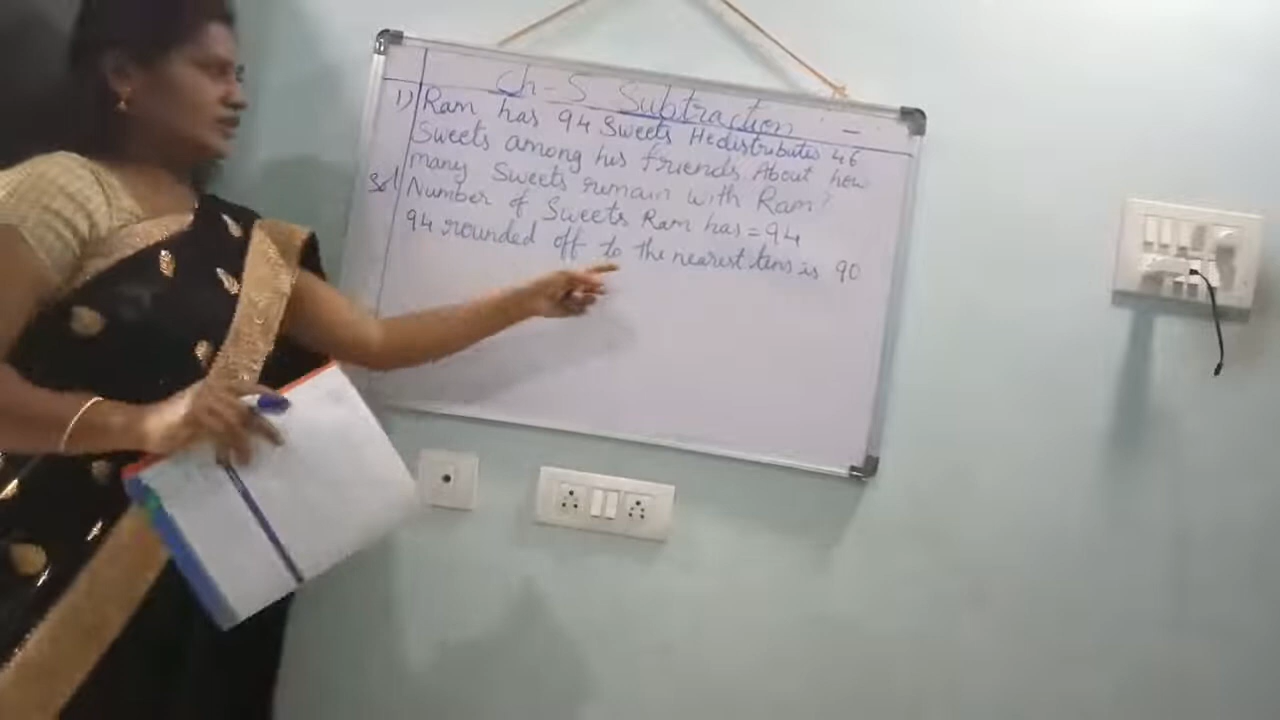 Ch-5 Subtraction :-
1) Ram has 94 Sweets He distributes 46
Sweets among his friends About how
many Sweets remain with Ram?
Sol Number of Sweets Ram has = 94
94 rounded off to the nearest tens is 90